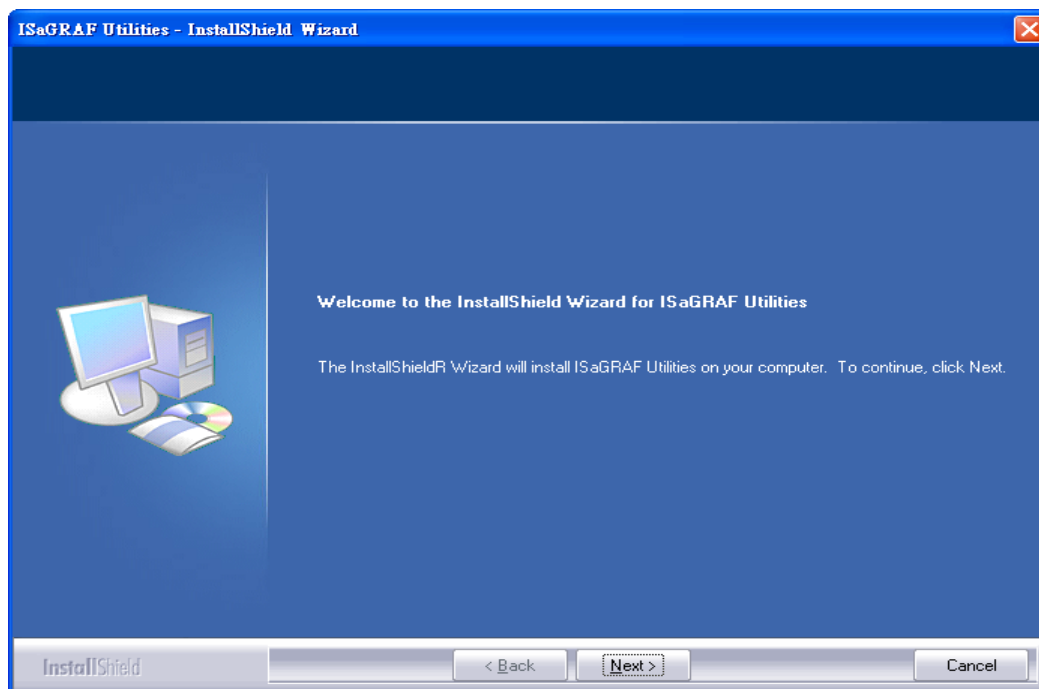 ISaGRAF Utilities - InstallShield Wizard
Welcome to the InstallShield Wizard for ISaGRAF Utilities
The InstallShieldR Wizard will install ISaGRAF Utilities on your computer. To continue, click Next.
InstallShield
< Back
Next >
Cancel